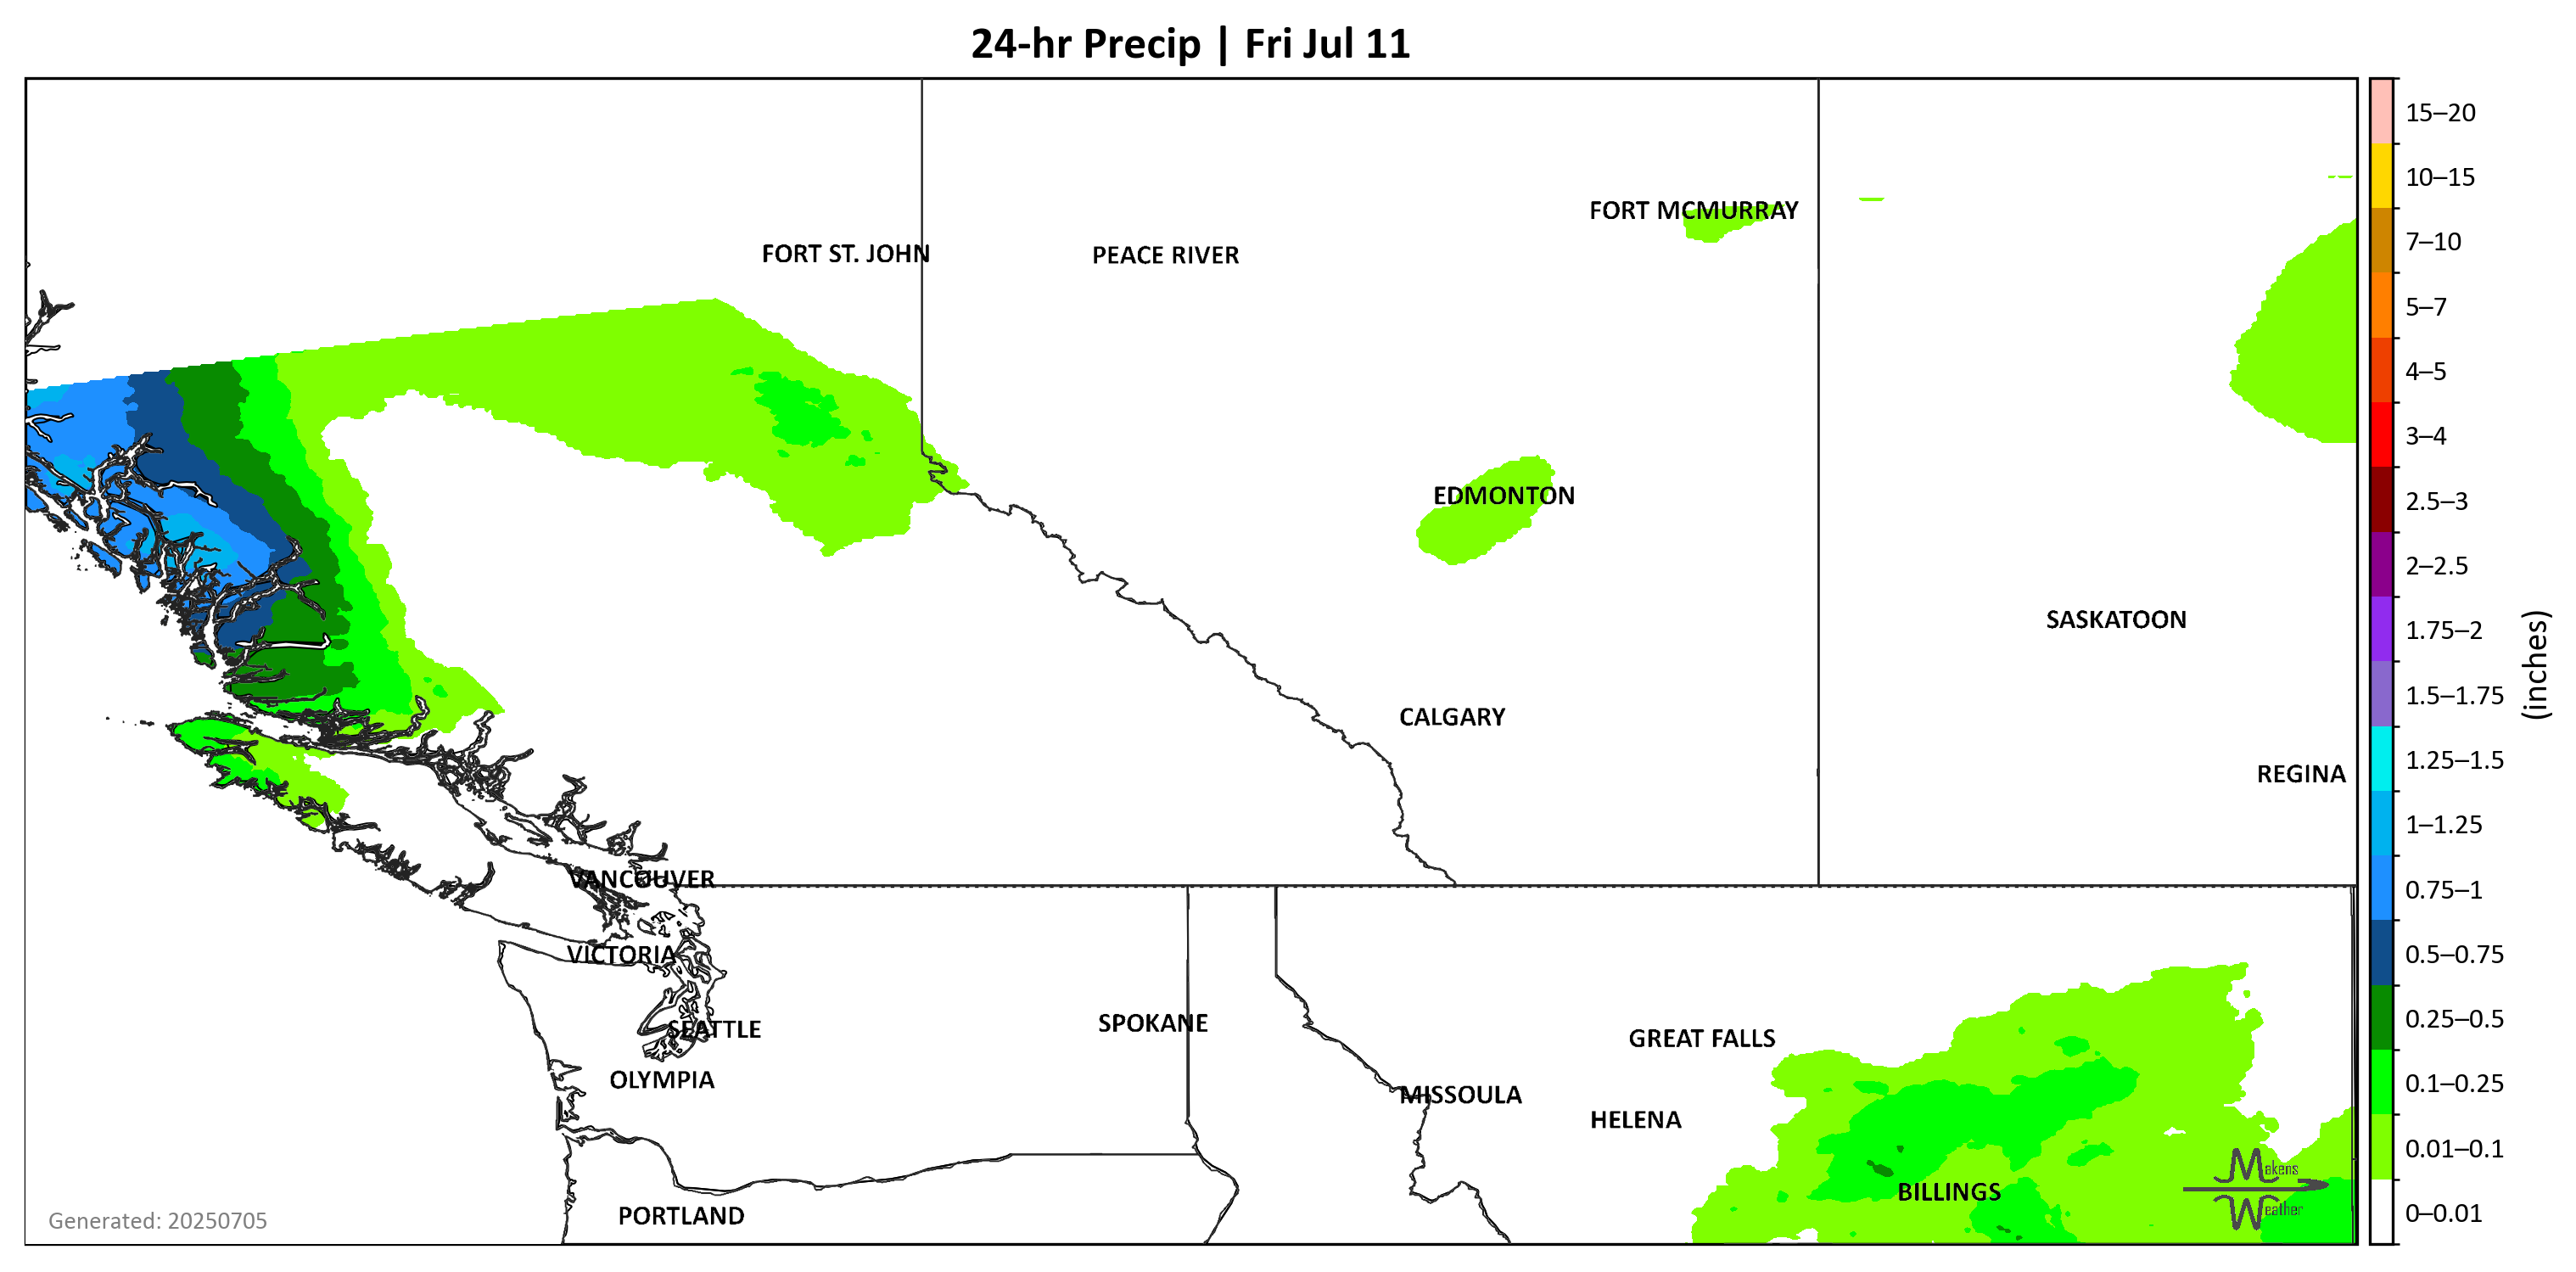 24-hr Precip | Fri Jul 11
15–20
10–15
7–10
5–7
4–5
3–4
2.5–3
2–2.5
1.75–2
1.5–1.75
1.25–1.5
1–1.25
0.75–1
0.5–0.75
0.25–0.5
0.1–0.25
0.01–0.1
0–0.01
(inches)
FORT MCMURRAY
FORT ST. JOHN
PEACE RIVER
EDMONTON
SASKATOON
CALGARY
REGINA
VANCOUVER
VICTORIA
SPOKANE
SEATTLE
GREAT FALLS
OLYMPIA
MISSOULA
HELENA
BILLINGS
PORTLAND
Makens
Weather
Generated: 20250705